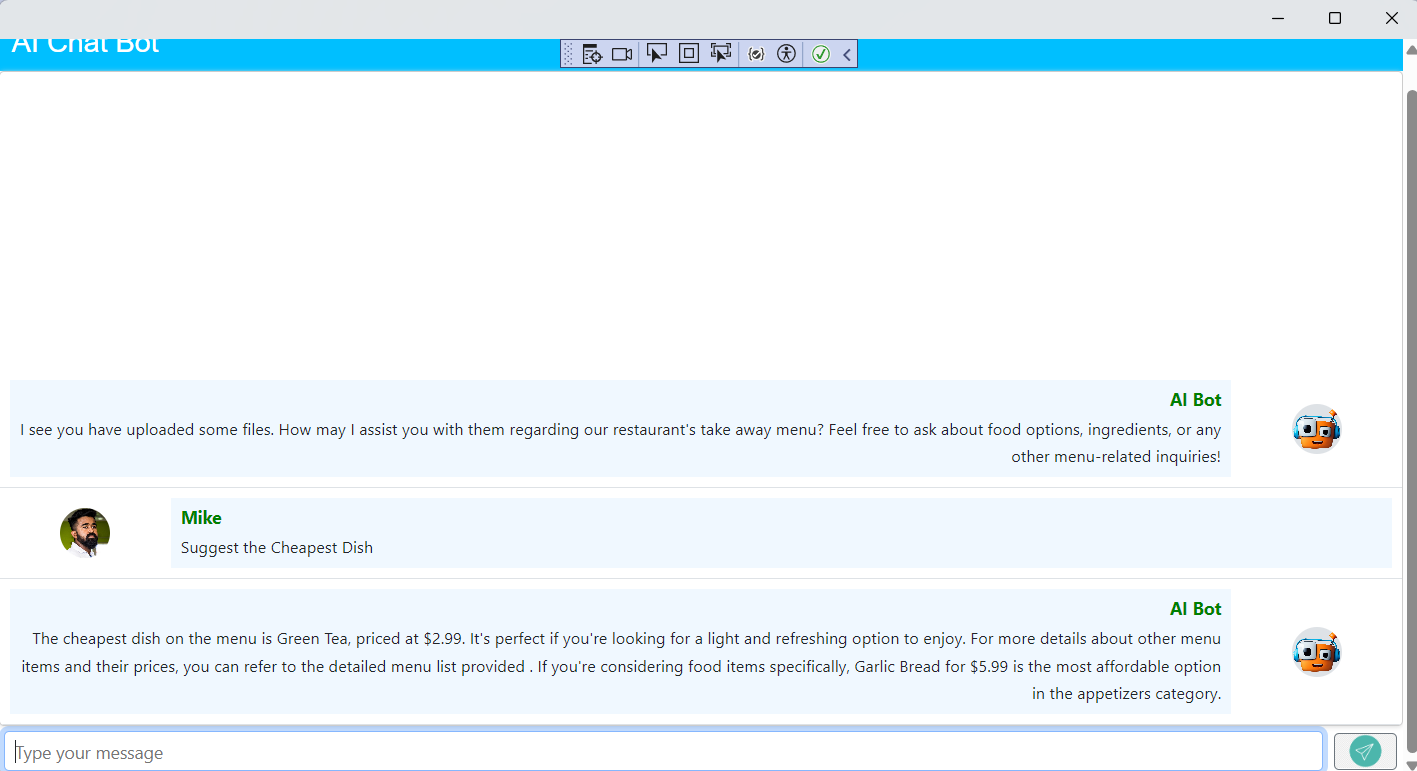 AI Chat Bot
AI Bot
I see you have uploaded some files. How may I assist you with them regarding our restaurant's take away menu? Feel free to ask about food options, ingredients, or any
other menu-related inquiries!
Mike
Suggest the Cheapest Dish
AI Bot
The cheapest dish on the menu is Green Tea, priced at $2.99. It's perfect if you're looking for a light and refreshing option to enjoy. For more details about other menu
items and their prices, you can refer to the detailed menu list provided . If you're considering food items specifically, Garlic Bread for $5.99 is the most affordable option
in the appetizers category.
Type your message